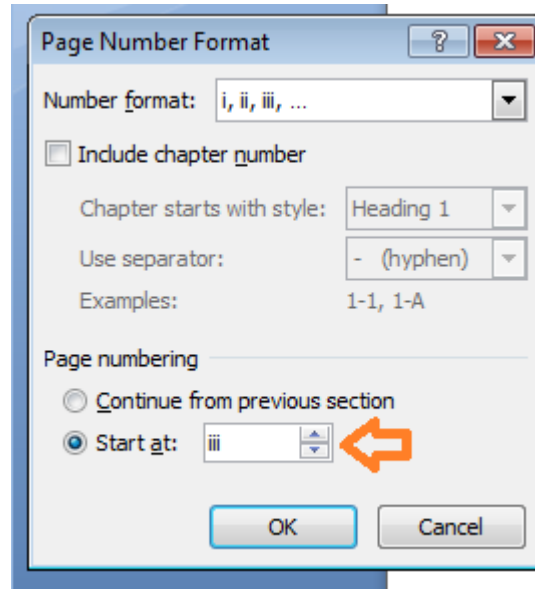 Page Number Format
Number format: i, ii, iii, ...
Include chapter number
Chapter starts with style: Heading 1
Use separator: - (hyphen)
Examples: 1-1, 1-A
Page numbering
Continue from previous section
Start at: iii
OK Cancel